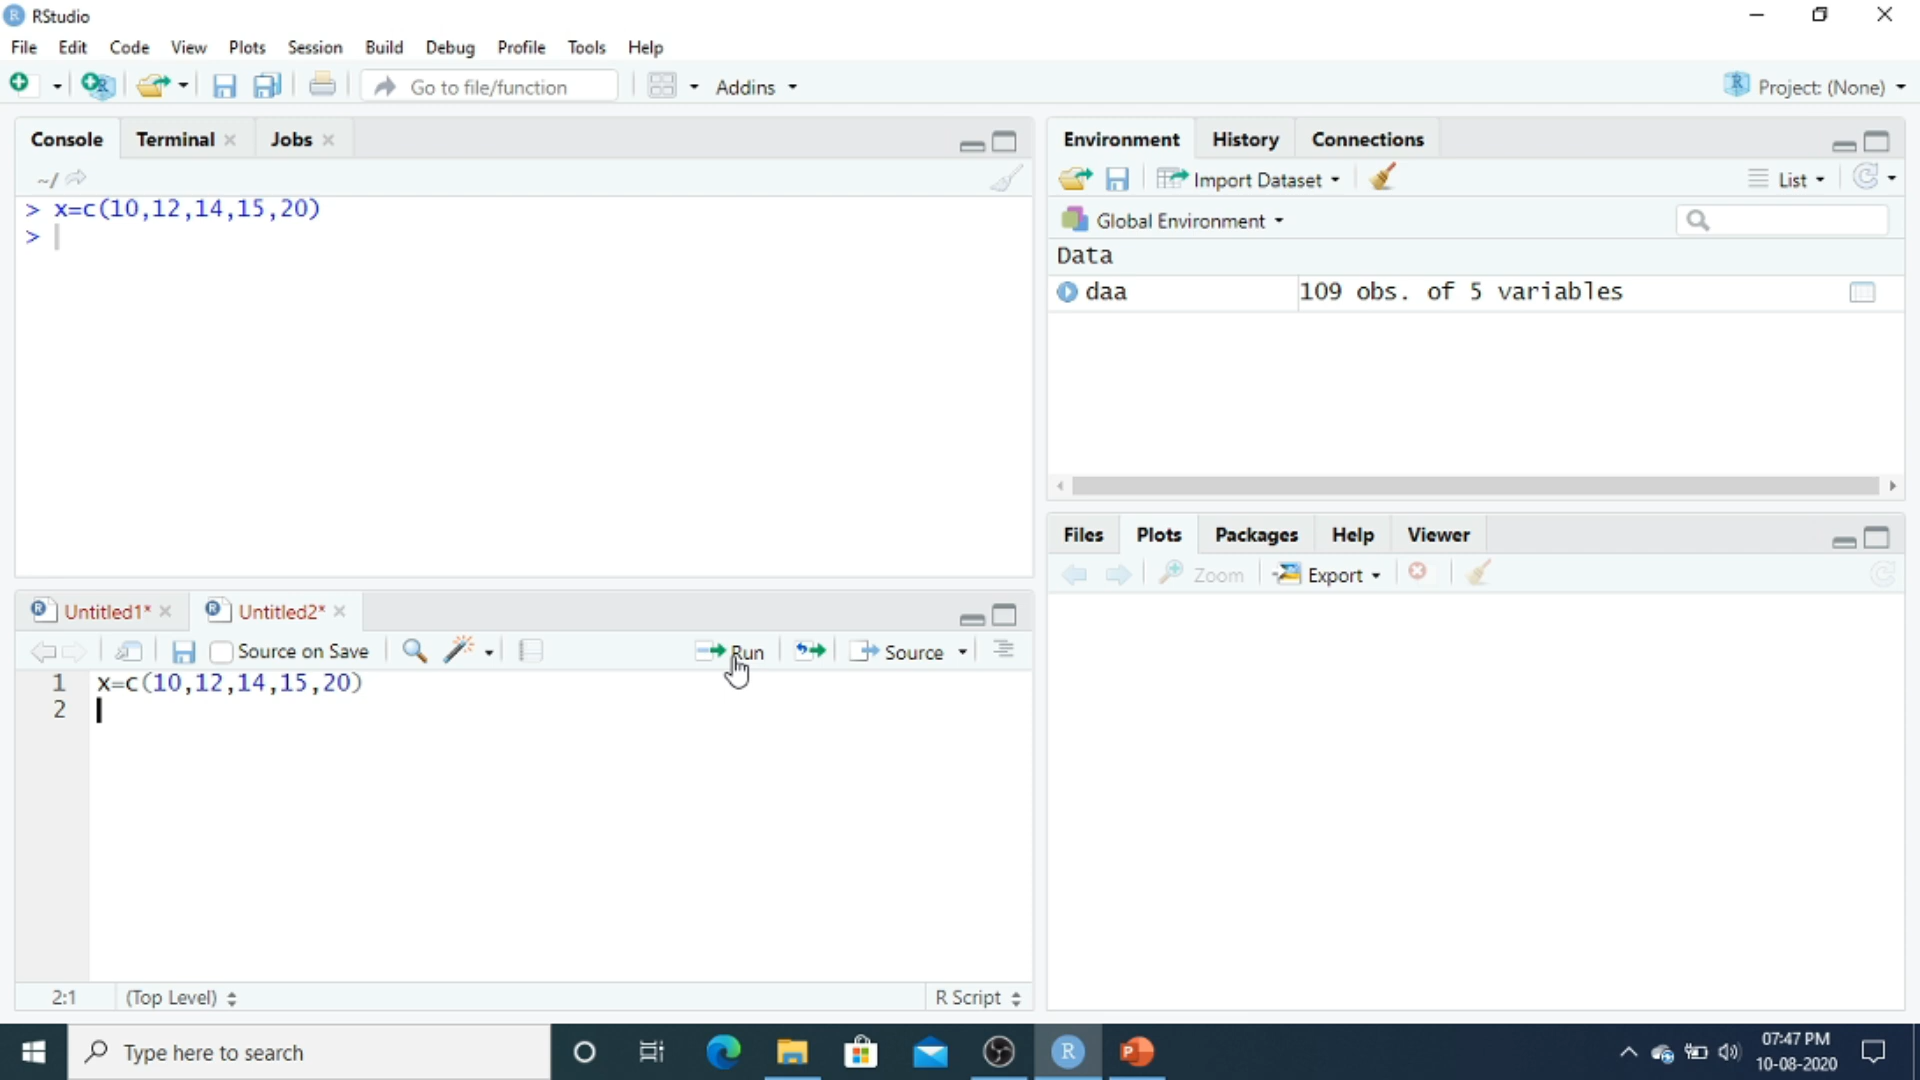 RStudio
File Edit Code View Plots Session Build Debug Profile Tools Help
Go to file/function Addins Project: (None)
Console Terminal Jobs
~/
> x=c(10,12,14,15,20)
>
Environment History Connections
Import Dataset List
Global Environment
Data
daa 109 obs. of 5 variables
Files Plots Packages Help Viewer
Zoom Export
Untitled1* Untitled2*
Source on Save Run Source
1 x=c(10,12,14,15,20)
2
2:1 (Top Level) R Script
Type here to search
07:47 PM
10-08-2020